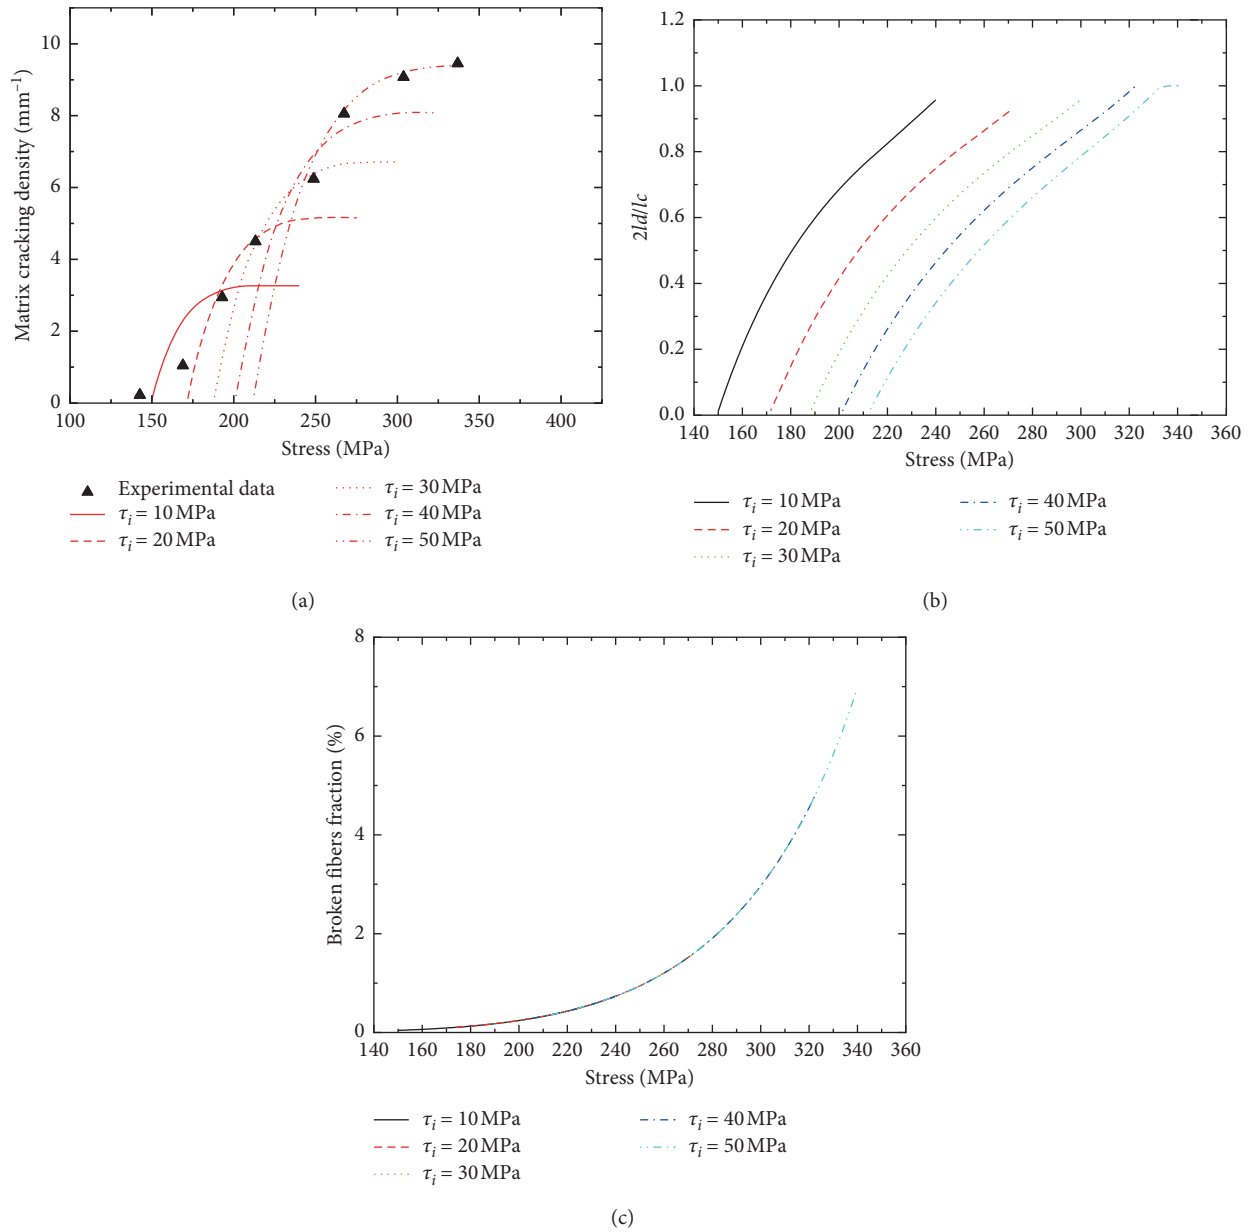 10
8
6
4
2
0
Matrix cracking density (mm⁻¹)
100 150 200 250 300 350 400
Stress (MPa)
Experimental data
τi = 10 MPa
τi = 20 MPa
τi = 30 MPa
τi = 40 MPa
τi = 50 MPa
(a)
1.2
1.0
0.8
0.6
0.4
0.2
0.0
2ld/lc
140 160 180 200 220 240 260 280 300 320 340 360
Stress (MPa)
τi = 10 MPa
τi = 20 MPa
τi = 30 MPa
τi = 40 MPa
τi = 50 MPa
(b)
8
6
4
2
0
Broken fibers fraction (%)
140 160 180 200 220 240 260 280 300 320 340 360
Stress (MPa)
τi = 10 MPa
τi = 20 MPa
τi = 30 MPa
τi = 40 MPa
τi = 50 MPa
(c)